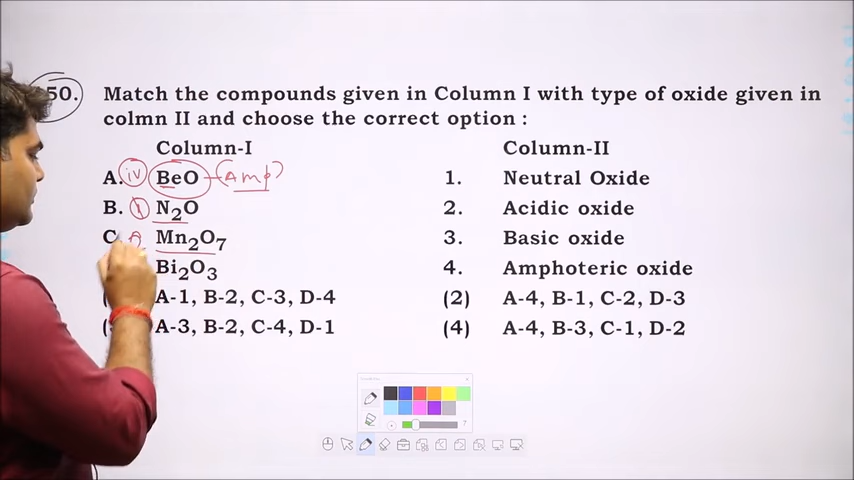 50. Match the compounds given in Column I with type of oxide given in
colmn II and choose the correct option :
Column-I Column-II
A. iv BeO (Amp) 1. Neutral Oxide
B. 1 N2O 2. Acidic oxide
C. 2 Mn2O7 3. Basic oxide
Bi2O3 4. Amphoteric oxide
( A-1, B-2, C-3, D-4 (2) A-4, B-1, C-2, D-3
( A-3, B-2, C-4, D-1 (4) A-4, B-3, C-1, D-2
7